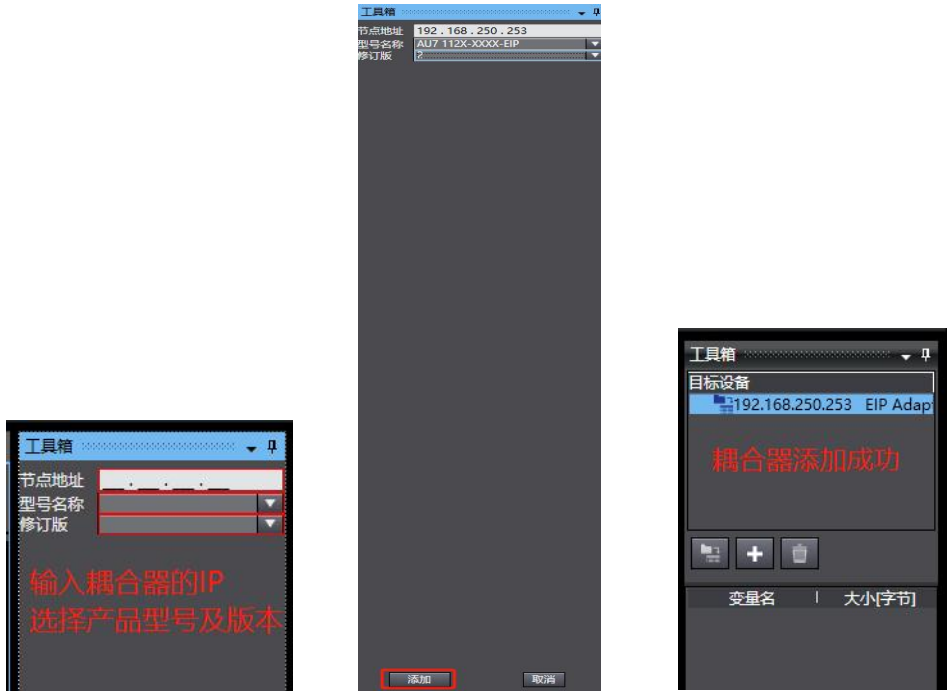 工具箱
节点地址
型号名称
修订版
输入耦合器的IP
选择产品型号及版本
工具箱
节点地址 192 . 168 . 250 . 253
型号名称 AU7 112X-XXXX-EIP
修订版 2
添加 取消
工具箱
目标设备
192.168.250.253 EIP Adap
耦合器添加成功
变量名 大小[字节]